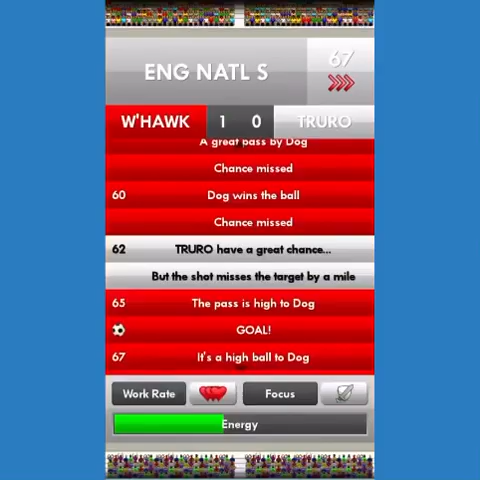 ENG NATL S
67
W'HAWK 1 0 TRURO
A great pass by Dog
Chance missed
60 Dog wins the ball
Chance missed
62 TRURO have a great chance...
But the shot misses the target by a mile
65 The pass is high to Dog
GOAL!
67 It's a high ball to Dog
Work Rate
Focus
Energy